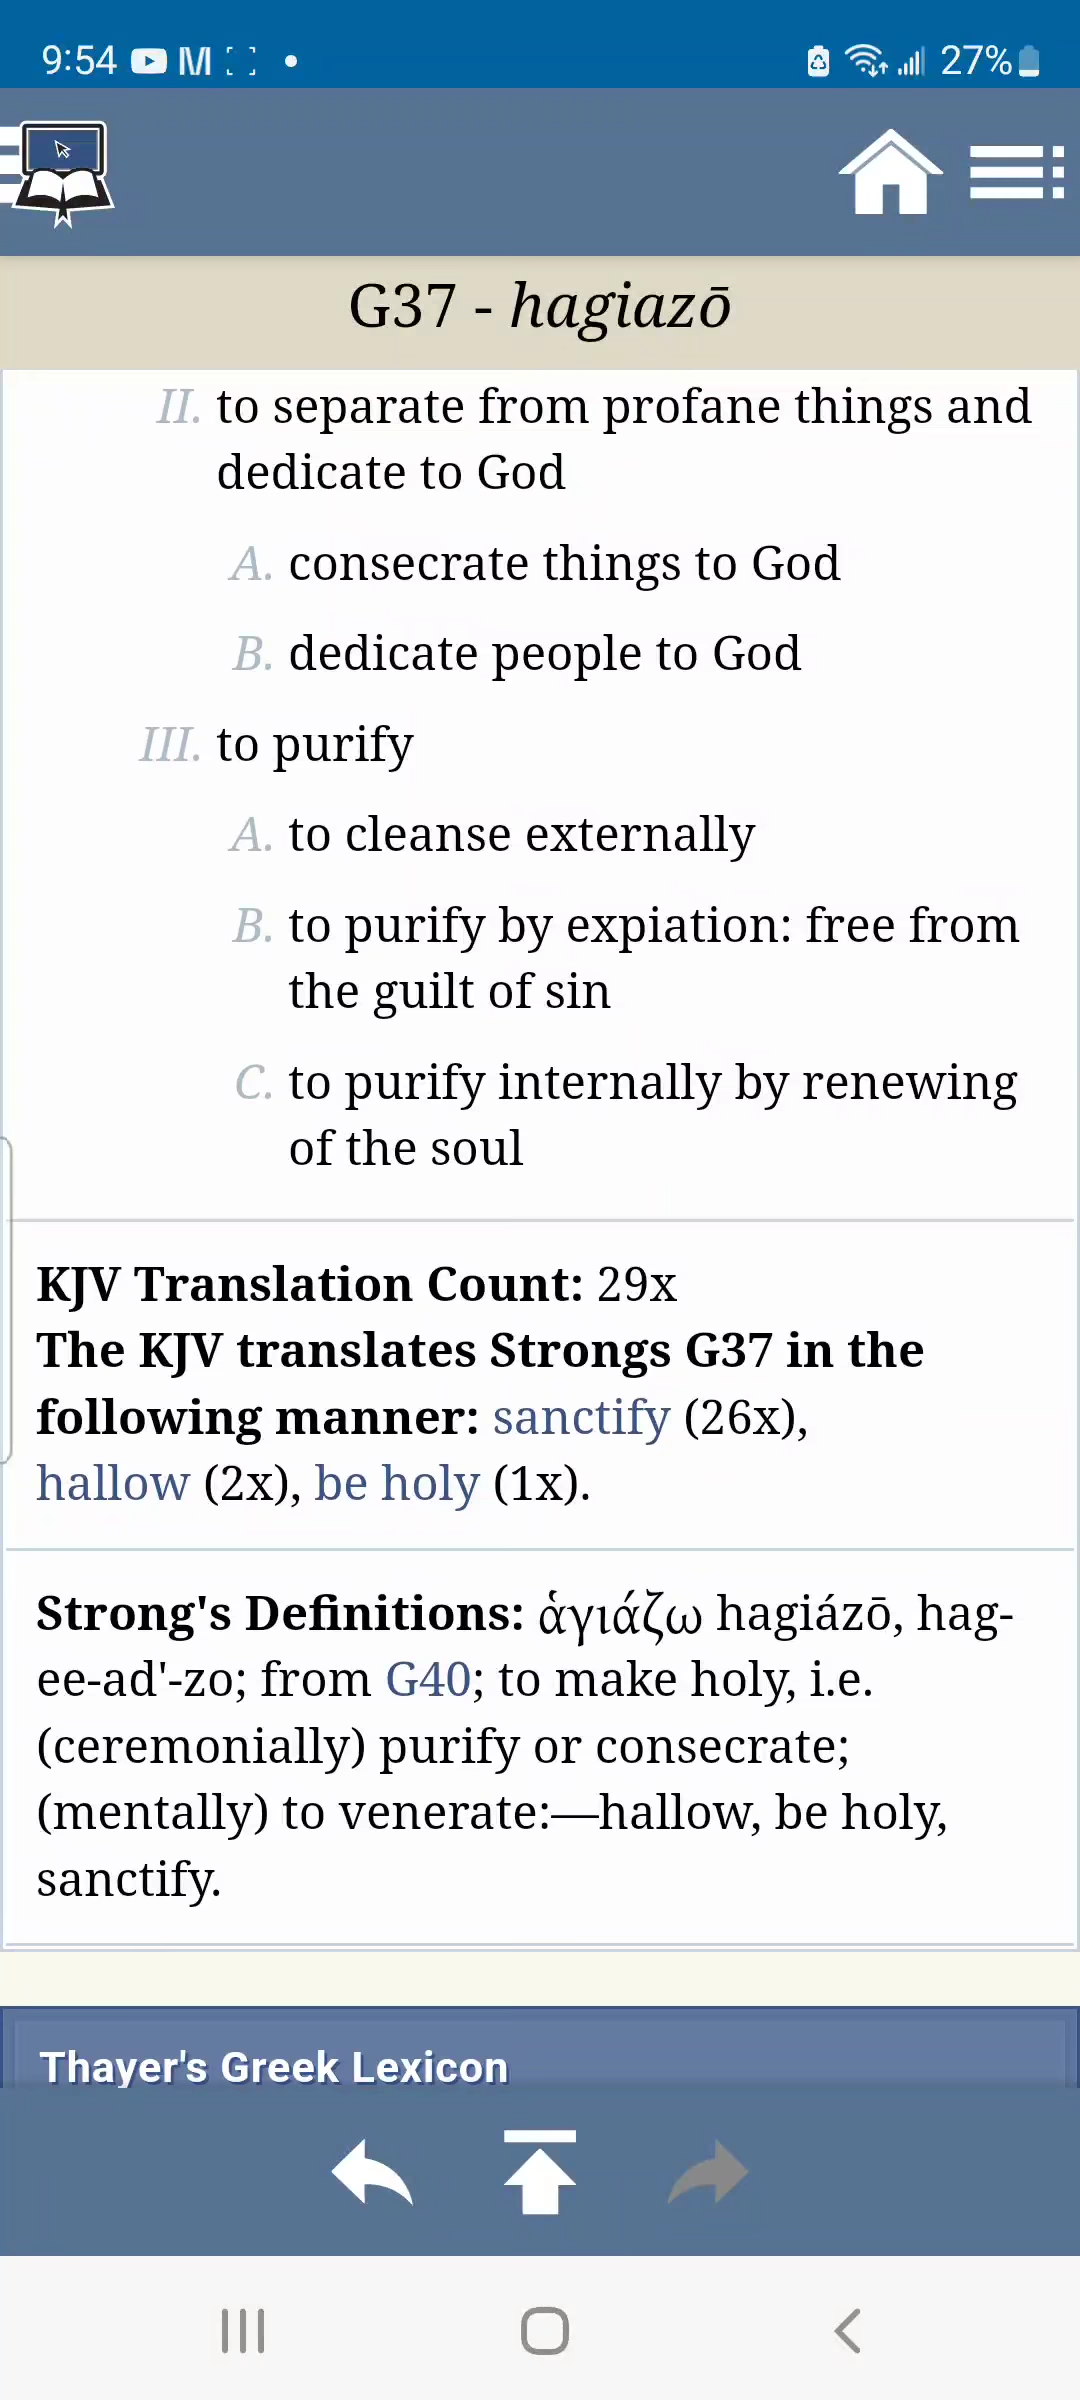 9:54 27%
G37 - hagiazō
II. to separate from profane things and
dedicate to God
A. consecrate things to God
B. dedicate people to God
III. to purify
A. to cleanse externally
B. to purify by expiation: free from
the guilt of sin
C. to purify internally by renewing
of the soul
KJV Translation Count: 29x
The KJV translates Strongs G37 in the
following manner: sanctify (26x),
hallow (2x), be holy (1x).
Strong's Definitions: ἁγιάζω hagiázō, hag-
ee-ad'-zo; from G40; to make holy, i.e.
(ceremonially) purify or consecrate;
(mentally) to venerate:—hallow, be holy,
sanctify.
Thayer's Greek Lexicon